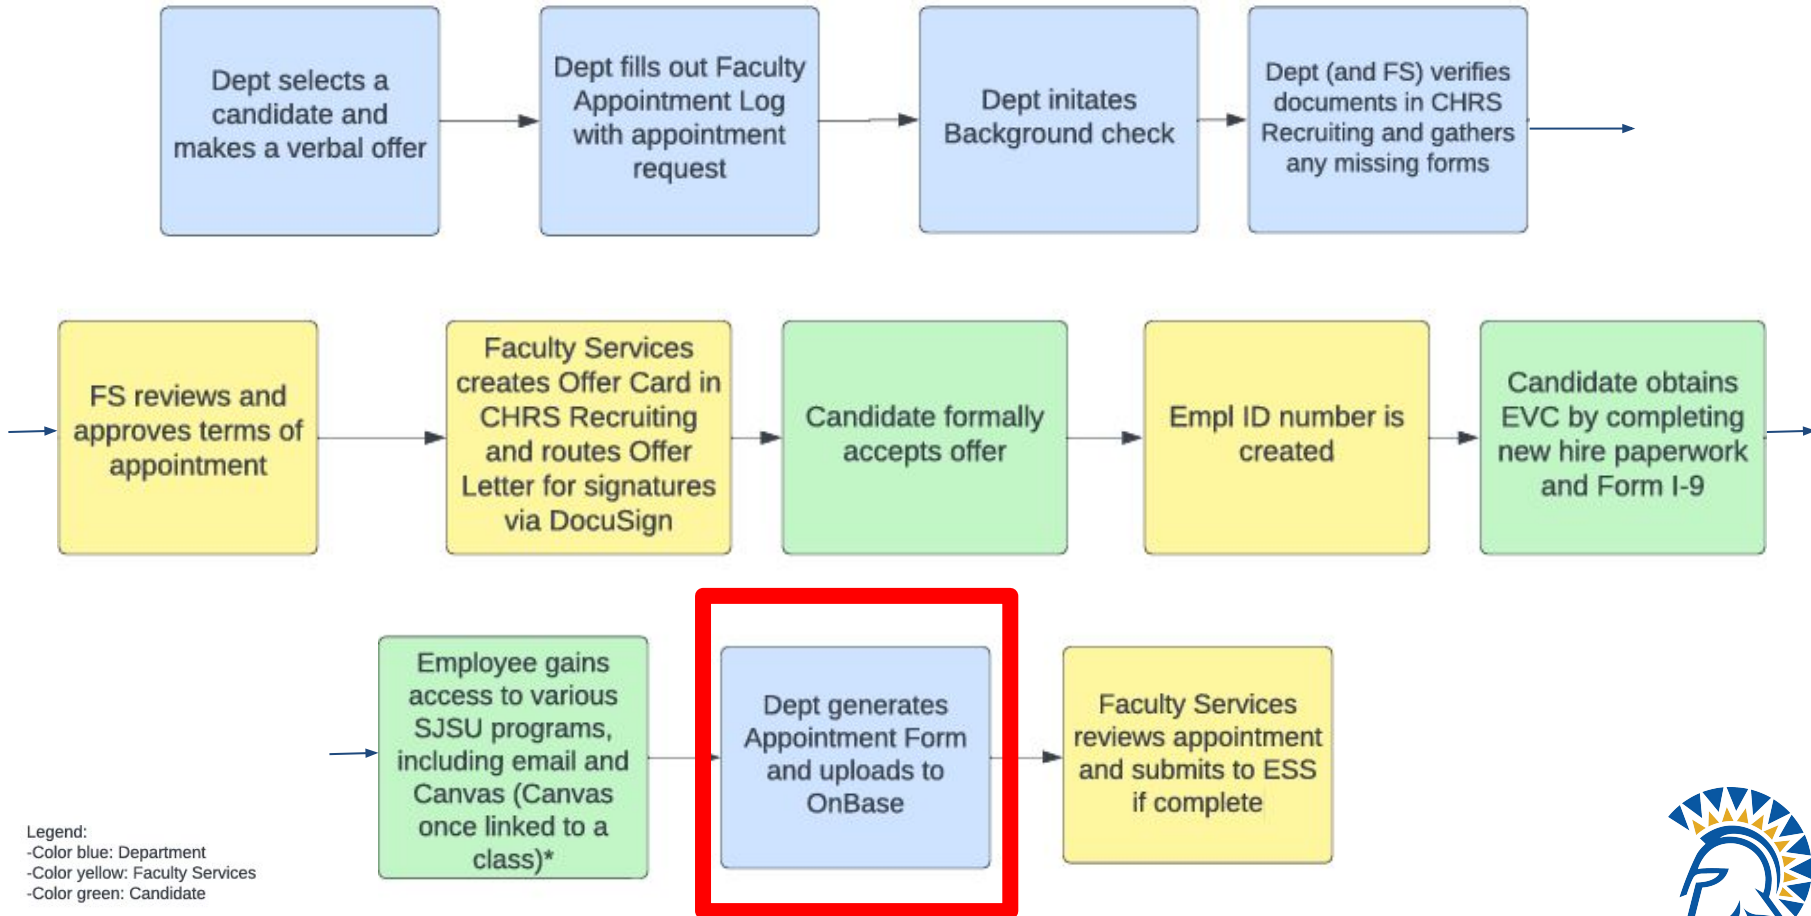 Dept selects a
candidate and
makes a verbal offer
Dept fills out Faculty
Appointment Log
with appointment
request
Dept initates
Background check
Dept (and FS) verifies
documents in CHRS
Recruiting and gathers
any missing forms
FS reviews and
approves terms of
appointment
Faculty Services
creates Offer Card in
CHRS Recruiting
and routes Offer
Letter for signatures
via DocuSign
Candidate formally
accepts offer
Empl ID number is
created
Candidate obtains
EVC by completing
new hire paperwork
and Form I-9
Employee gains
access to various
SJSU programs,
including email and
Canvas (Canvas
once linked to a
class)*
Dept generates
Appointment Form
and uploads to
OnBase
Faculty Services
reviews appointment
and submits to ESS
if complete
Legend:
-Color blue: Department
-Color yellow: Faculty Services
-Color green: Candidate